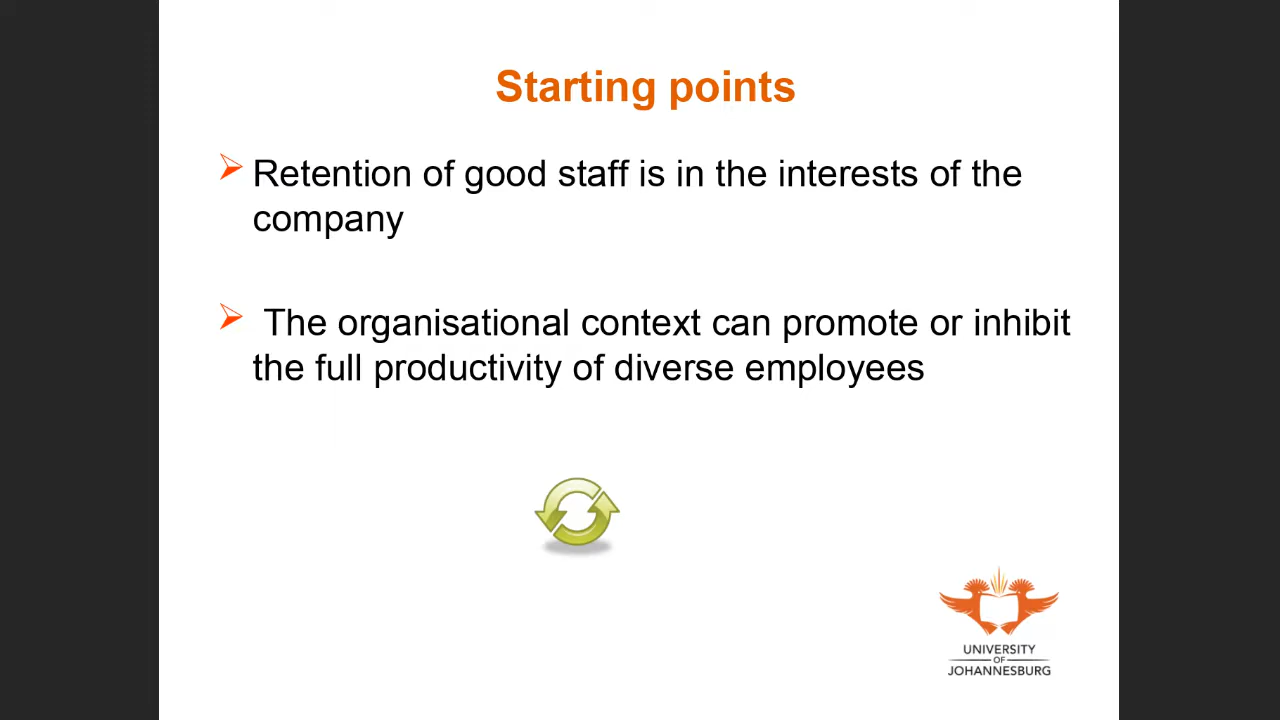 Starting points
Retention of good staff is in the interests of the
company
The organisational context can promote or inhibit
the full productivity of diverse employees
UNIVERSITY
OF
JOHANNESBURG